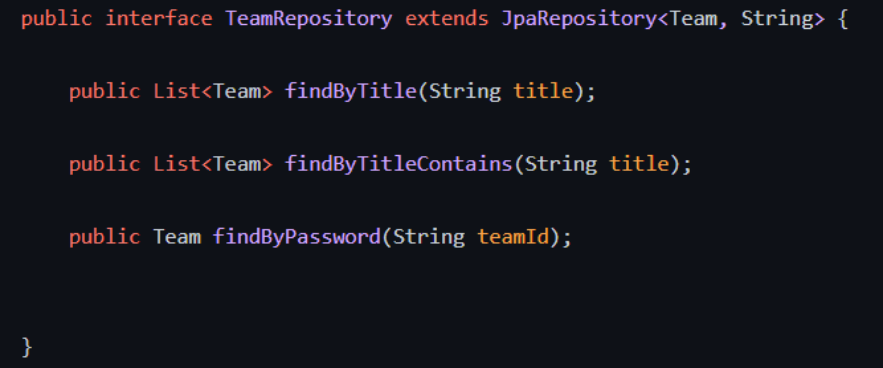 public interface TeamRepository extends JpaRepository<Team, String> {
public List<Team> findByTitle(String title);
public List<Team> findByTitleContains(String title);
public Team findByPassword(String teamId);
}